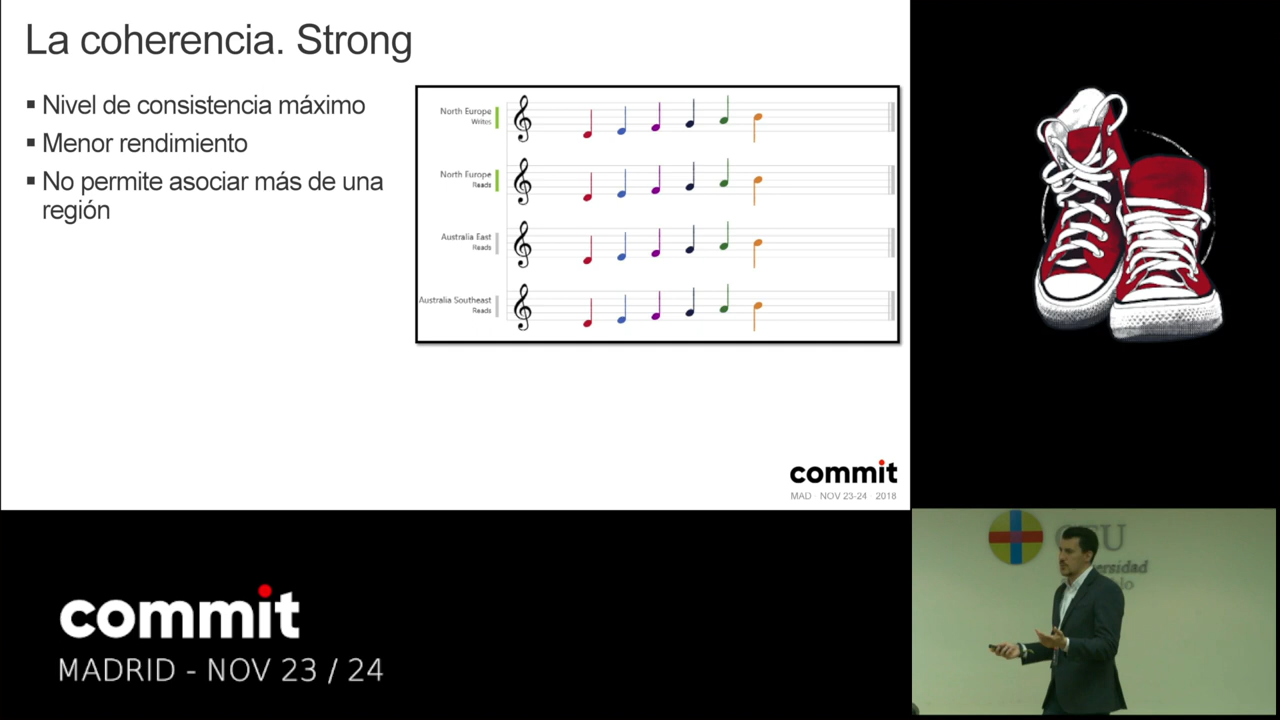 La coherencia. Strong
▪ Nivel de consistencia máximo
▪ Menor rendimiento
▪ No permite asociar más de una
región
North Europe
Writes
North Europe
Reads
Australia East
Reads
Australia Southeast
Reads
commit
MAD NOV 23-24 2018
commit
MADRID - NOV 23 / 24